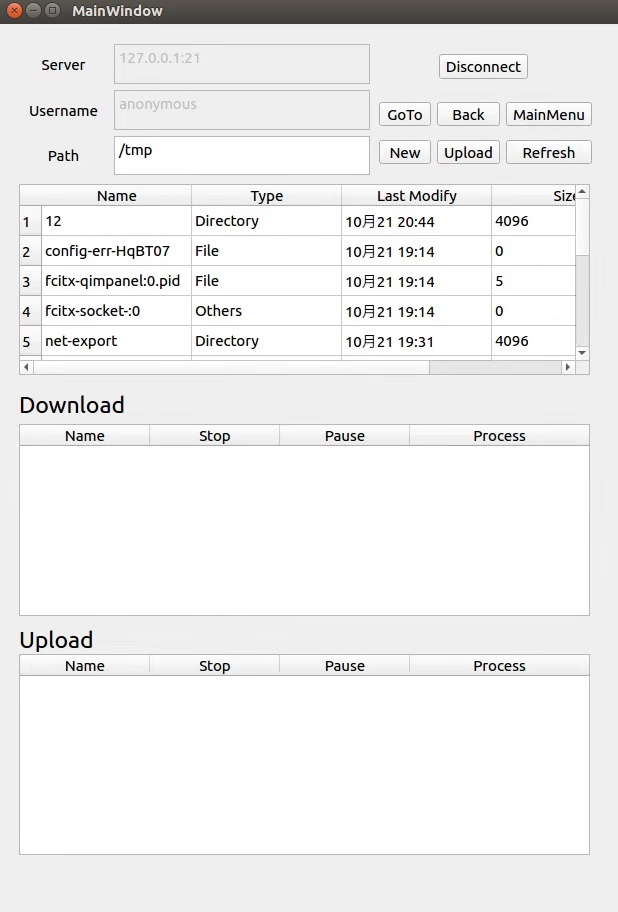 MainWindow
Server 127.0.0.1:21 Disconnect
Username anonymous GoTo Back MainMenu
Path /tmp New Upload Refresh
Name Type Last Modify Size
1 12 Directory 10月21 20:44 4096
2 config-err-HqBT07 File 10月21 19:14 0
3 fcitx-qimpanel:0.pid File 10月21 19:14 5
4 fcitx-socket-:0 Others 10月21 19:14 0
5 net-export Directory 10月21 19:31 4096
Download
Name Stop Pause Process
Upload
Name Stop Pause Process